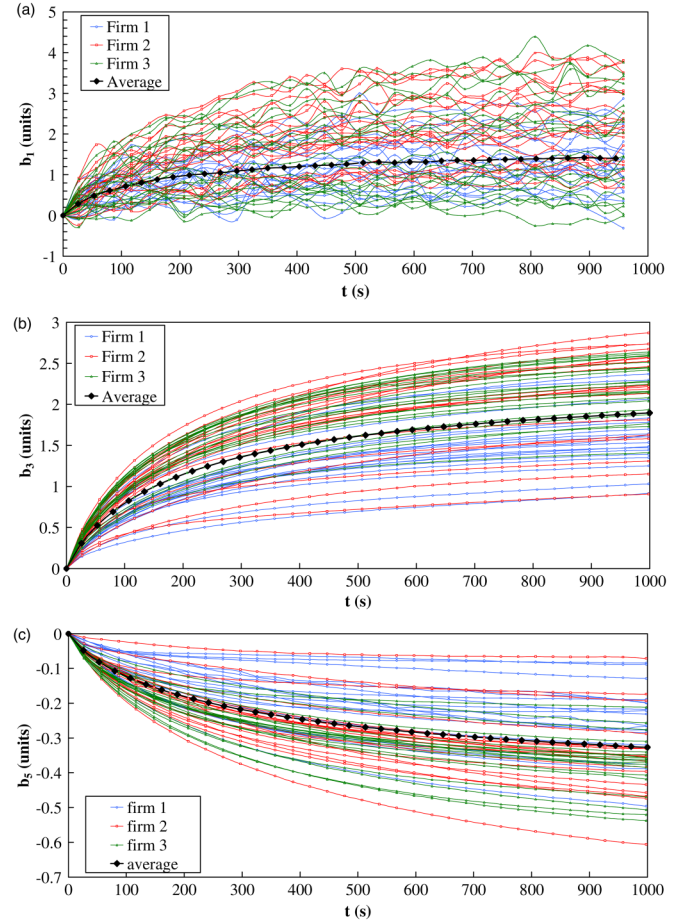 (a)
5
4
3
2
1
0
-1
b1 (units)
Firm 1
Firm 2
Firm 3
Average
0 100 200 300 400 500 600 700 800 900 1000
t (s)
(b)
3
2.5
2
1.5
1
0.5
0
b3 (units)
Firm 1
Firm 2
Firm 3
Average
0 100 200 300 400 500 600 700 800 900 1000
t (s)
(c)
0
-0.1
-0.2
-0.3
-0.4
-0.5
-0.6
-0.7
b5 (units)
firm 1
firm 2
firm 3
average
0 100 200 300 400 500 600 700 800 900 1000
t (s)